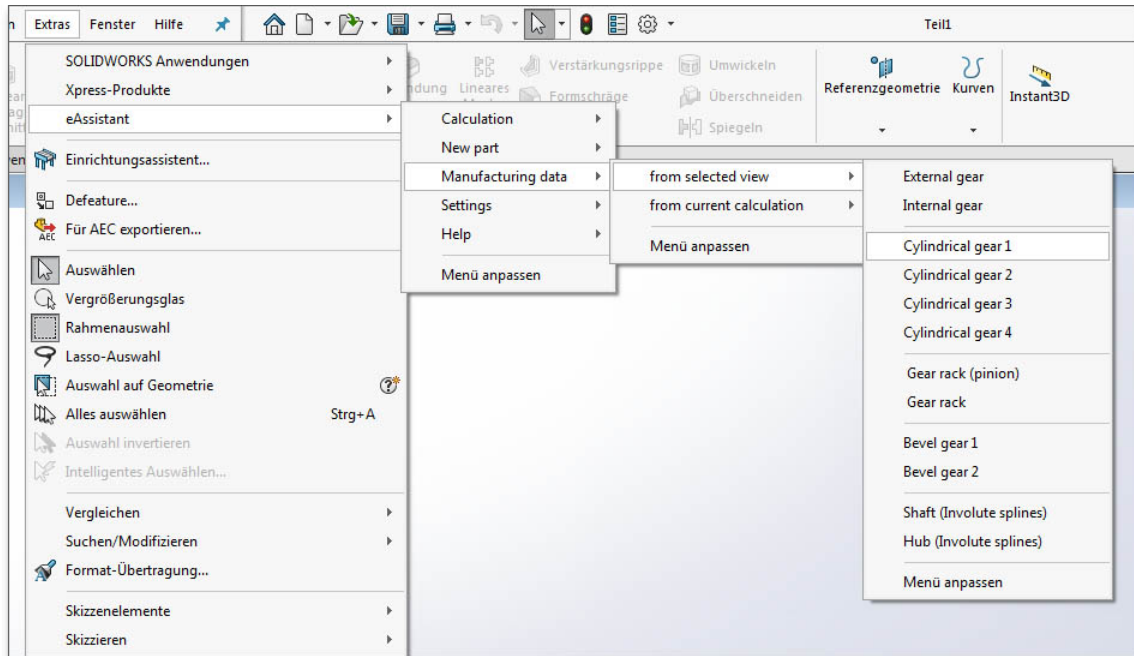 Extras Fenster Hilfe Teil1
SOLIDWORKS Anwendungen
Xpress-Produkte
eAssistant
Einrichtungsassistent...
Defeature...
Für AEC exportieren...
AEC
Auswählen
Vergrößerungsglas
Rahmenauswahl
Lasso-Auswahl
Auswahl auf Geometrie
Alles auswählen Strg+A
Auswahl invertieren
Intelligentes Auswählen...
Vergleichen
Suchen/Modifizieren
Format-Übertragung...
Skizzenelemente
Skizzieren
Lineares
Verstärkungsrippe
Formschräge
Umwickeln
Überschneiden
Spiegeln
Referenzgeometrie
Kurven
Instant3D
Calculation
New part
Manufacturing data
Settings
Help
Menü anpassen
from selected view
from current calculation
Menü anpassen
External gear
Internal gear
Cylindrical gear 1
Cylindrical gear 2
Cylindrical gear 3
Cylindrical gear 4
Gear rack (pinion)
Gear rack
Bevel gear 1
Bevel gear 2
Shaft (Involute splines)
Hub (Involute splines)
Menü anpassen